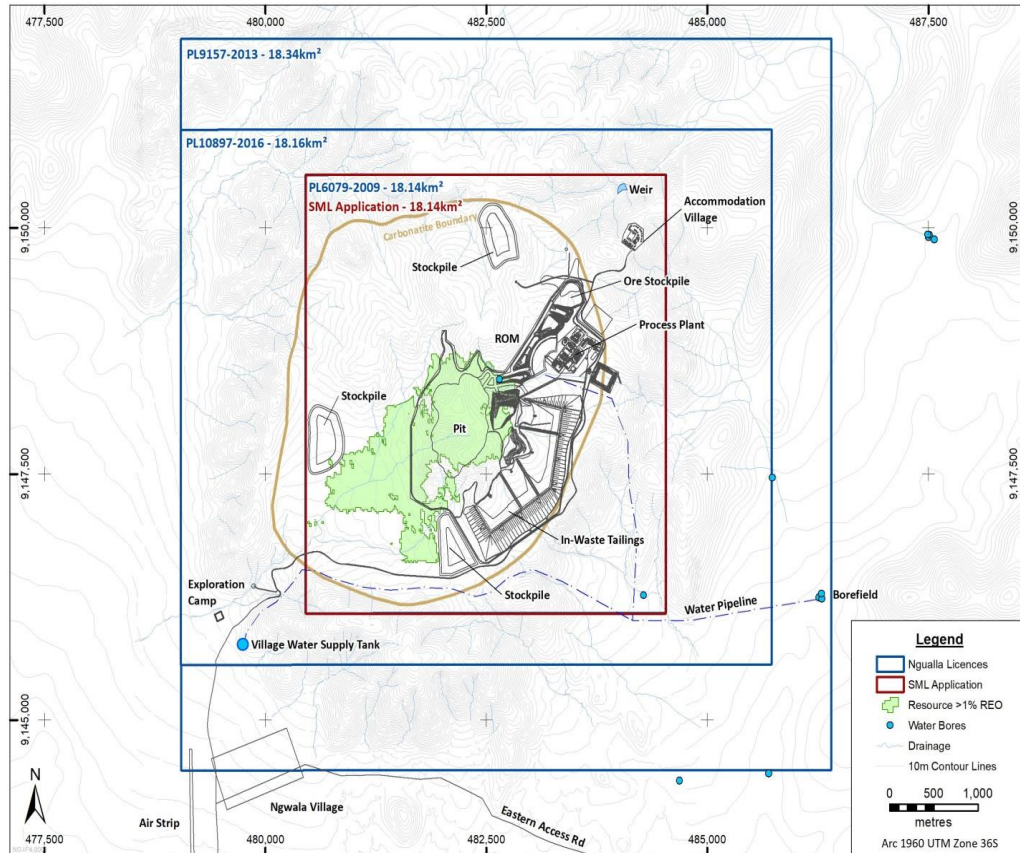 477,500
480,000
482,500
485,000
487,500
PL9157-2013 - 18.34km²
PL10897-2016 - 18.16km²
PL6079-2009 - 18.14km²
SML Application - 18.14km²
Weir
Accommodation
Village
9,150,000
9,150,000
Carbonatite Boundary
Stockpile
Ore Stockpile
ROM
Process Plant
Stockpile
Pit
9,147,500
9,147,500
In-Waste Tailings
Exploration
Camp
Stockpile
Water Pipeline
Borefield
Village Water Supply Tank
9,145,000
Ngwala Village
Air Strip
Eastern Access Rd
N
477,500
480,000
482,500
485,000
Legend
Ngualla Licences
SML Application
Resource >1% REO
Water Bores
Drainage
10m Contour Lines
0 500 1,000
metres
Arc 1960 UTM Zone 36S